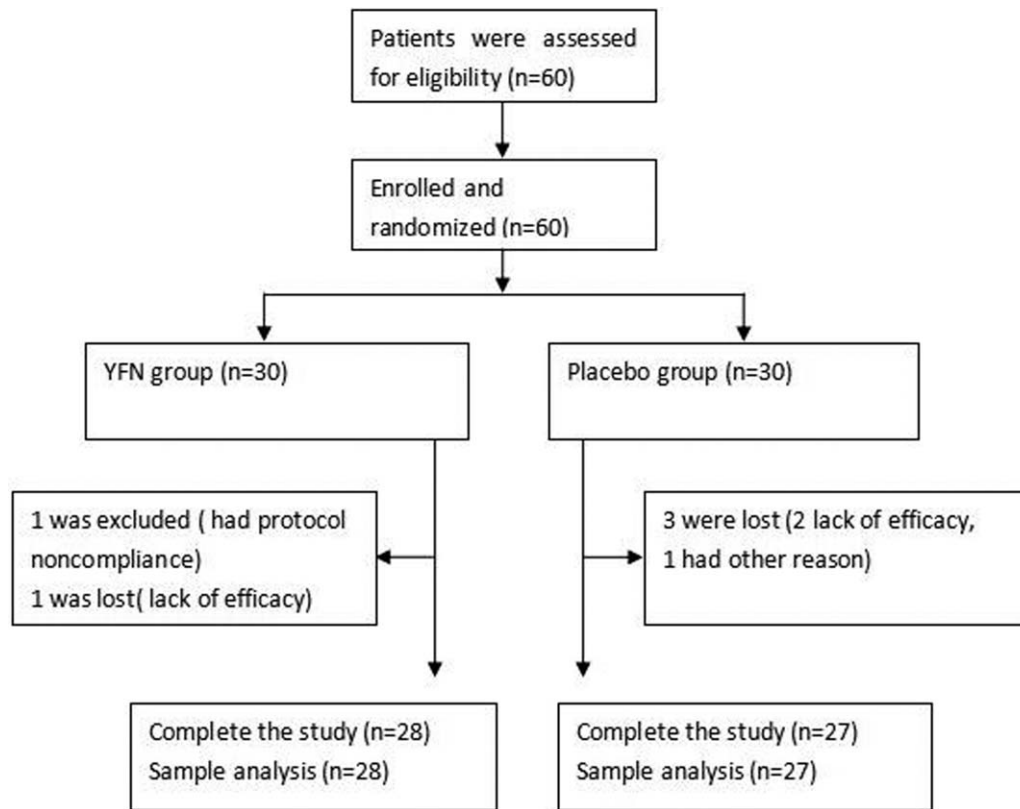 Patients were assessed
for eligibility (n=60)
Enrolled and
randomized (n=60)
YFN group (n=30)
Placebo group (n=30)
1 was excluded ( had protocol
noncompliance)
1 was lost( lack of efficacy)
3 were lost (2 lack of efficacy,
1 had other reason)
Complete the study (n=28)
Sample analysis (n=28)
Complete the study (n=27)
Sample analysis (n=27)